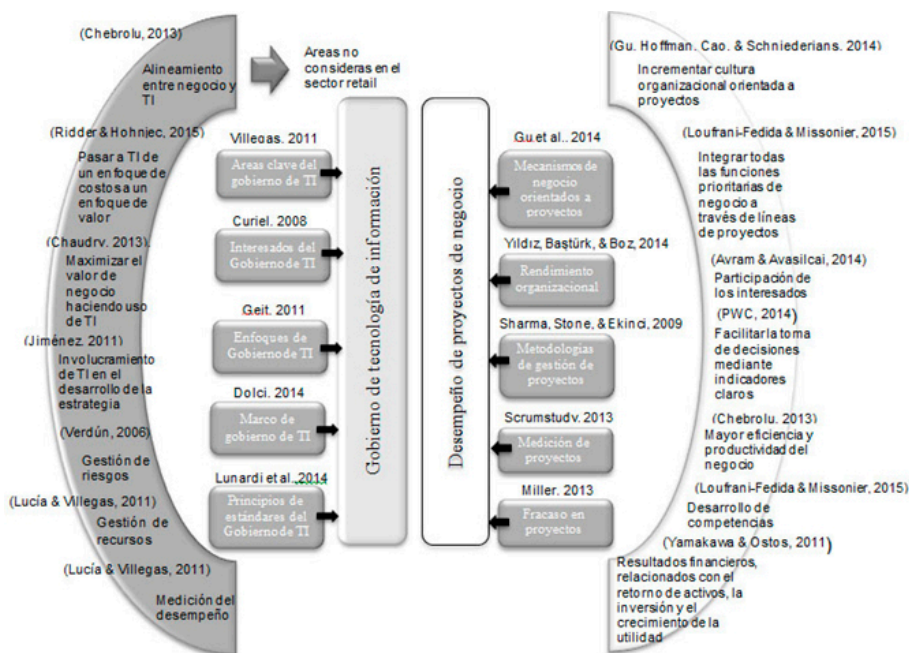 (Chebrolu, 2013)
Alineamiento
entre negocio y
TI
(Ridder & Hohnjec, 2015)
Pasar a TI de
un enfoque de
costos a un
enfoque de
valor
(Chaudry, 2013).
Maximizar el
valor de
negocio
haciendo uso
de TI
(Jiménez, 2011)
Involucramiento
de TI en el
desarrollo de la
estrategia
(Verdún, 2006)
Gestión de
riesgos
(Lucía & Villegas, 2011)
Gestión de
recursos
(Lucía & Villegas, 2011)
Medición del
desempeño
Areas no
consideras en el
sector retail
Villegas. 2011
Areas clave del
gobierno de TI
Curiel. 2008
Interesados del
Gobierno de TI
Geit. 2011
Enfoques de
Gobierno de TI
Dolci. 2014
Marco de
gobierno de TI
Lunardi et al. 2014
Principios de
estándares del
Gobierno de TI
Gobierno de tecnología de información
Desempeño de proyectos de negocio
Gu et al.. 2014
Mecanismos de
negocio
orientados a
proyectos
Yıldız, Baştürk, & Boz, 2014
Rendimiento
organizacional
Sharma, Stone, & Ekinci, 2009
Metodologías
de gestión de
proyectos
Scrumstudy. 2013
Medición de
proyectos
Miller. 2013
Fracaso en
proyectos
(Gu. Hoffman. Cao. & Schniederians. 2014)
Incrementar cultura
organizacional orientada a
proyectos
(Loufrani-Fedida & Missonier, 2015)
Integrar todas
las funciones
prioritarias de
negocio a
través de líneas
de proyectos
(Avram & Avasilcai, 2014)
Participación de
los interesados
(PWC, 2014)
Facilitar la toma
de decisiones
mediante
indicadores
claros
(Chebrolu, 2013)
Mayor eficiencia y
productividad del
negocio
(Loufrani-Fedida & Missonier, 2015)
Desarrollo de
competencias
(Yamakawa & Ostos, 2011)
Resultados financieros,
relacionados con el
retorno de activos, la
inversión y el
crecimiento de la
utilidad